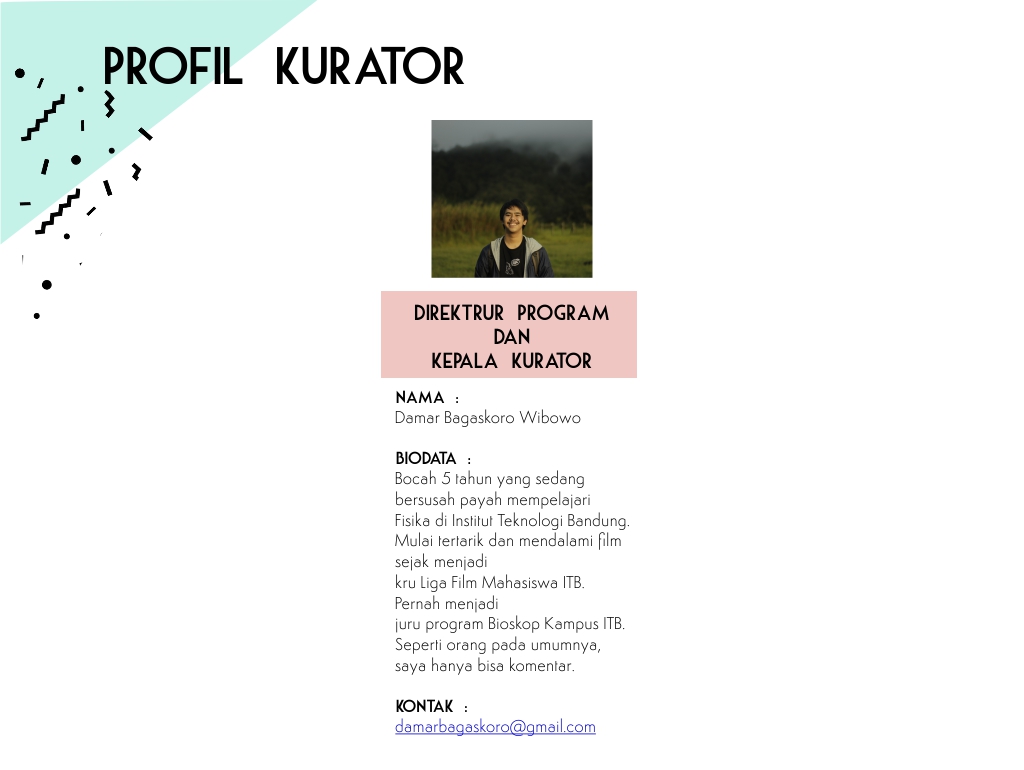 PROFIL KURATOR
DIREKTRUR PROGRAM
DAN
KEPALA KURATOR
NAMA :
Damar Bagaskoro Wibowo
BIODATA :
Bocah 5 tahun yang sedang
bersusah payah mempelajari
Fisika di Institut Teknologi Bandung.
Mulai tertarik dan mendalami film
sejak menjadi
kru Liga Film Mahasiswa ITB.
Pernah menjadi
juru program Bioskop Kampus ITB.
Seperti orang pada umumnya,
saya hanya bisa komentar.
KONTAK :
damarbagaskoro@gmail.com